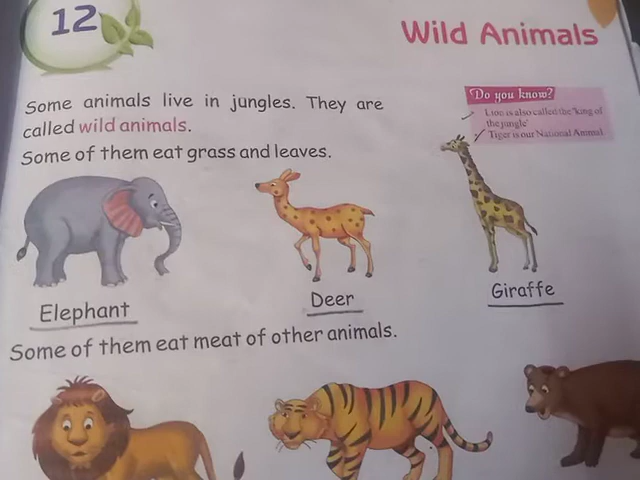 12
Wild Animals
Some animals live in jungles. They are
called wild animals.
Do you know?
Lion is also called the 'king of
the jungle'
Tiger is our National Animal
Some of them eat grass and leaves.
Elephant
Deer
Giraffe
Some of them eat meat of other animals.